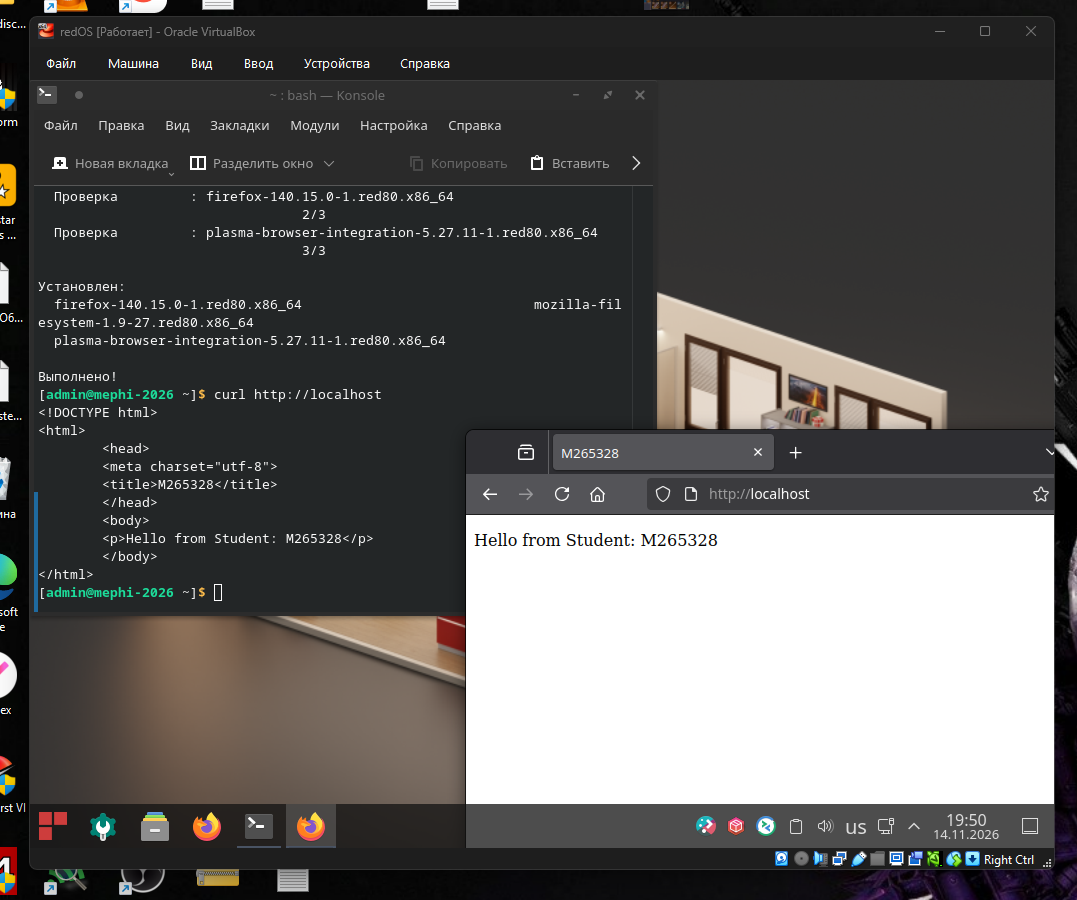 disc...
redOS [Работает] - Oracle VirtualBox
Файл Машина Вид Ввод Устройства Справка
~ : bash — Konsole
Файл Правка Вид Закладки Модули Настройка Справка
Новая вкладка Разделить окно Копировать Вставить
Проверка : firefox-140.15.0-1.red80.x86_64
2/3
Проверка : plasma-browser-integration-5.27.11-1.red80.x86_64
3/3
Установлен:
firefox-140.15.0-1.red80.x86_64 mozilla-fil
esystem-1.9-27.red80.x86_64
plasma-browser-integration-5.27.11-1.red80.x86_64
Выполнено!
[admin@mephi-2026 ~]$ curl http://localhost
<!DOCTYPE html>
<html>
<head>
<meta charset="utf-8">
<title>M265328</title>
</head>
<body>
<p>Hello from Student: M265328</p>
</body>
</html>
[admin@mephi-2026 ~]$
M265328
http://localhost
Hello from Student: M265328
us
19:50
14.11.2026
Right Ctrl